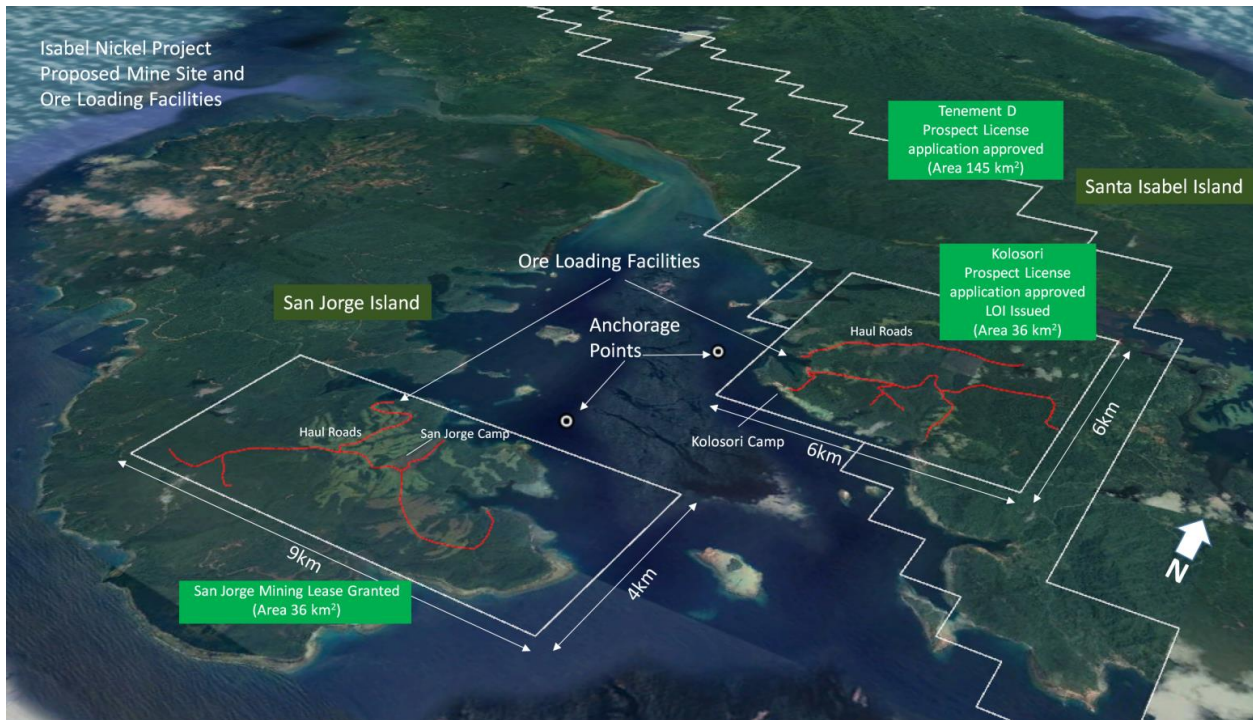 Isabel Nickel Project
Proposed Mine Site and
Ore Loading Facilities
Tenement D
Prospect License
application approved
(Area 145 km²)
Santa Isabel Island
Ore Loading Facilities
Kolosori
Prospect License
application approved
LOI Issued
(Area 36 km²)
San Jorge Island
Anchorage
Points
Haul Roads
Haul Roads
San Jorge Camp
Kolosori Camp
6km
6km
9km
4km
San Jorge Mining Lease Granted
(Area 36 km²)
N